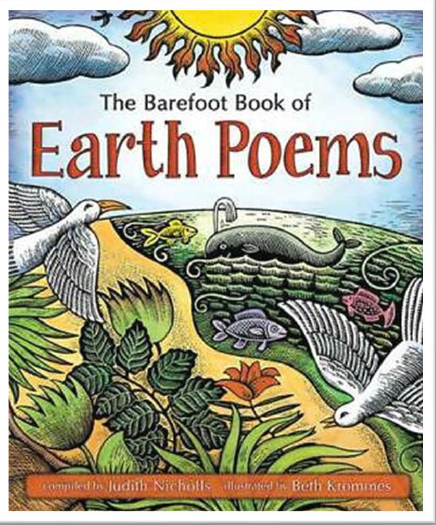 The Barefoot Book of
Earth Poems
compiled by Judith Nicholls illustrated by Beth Krommes